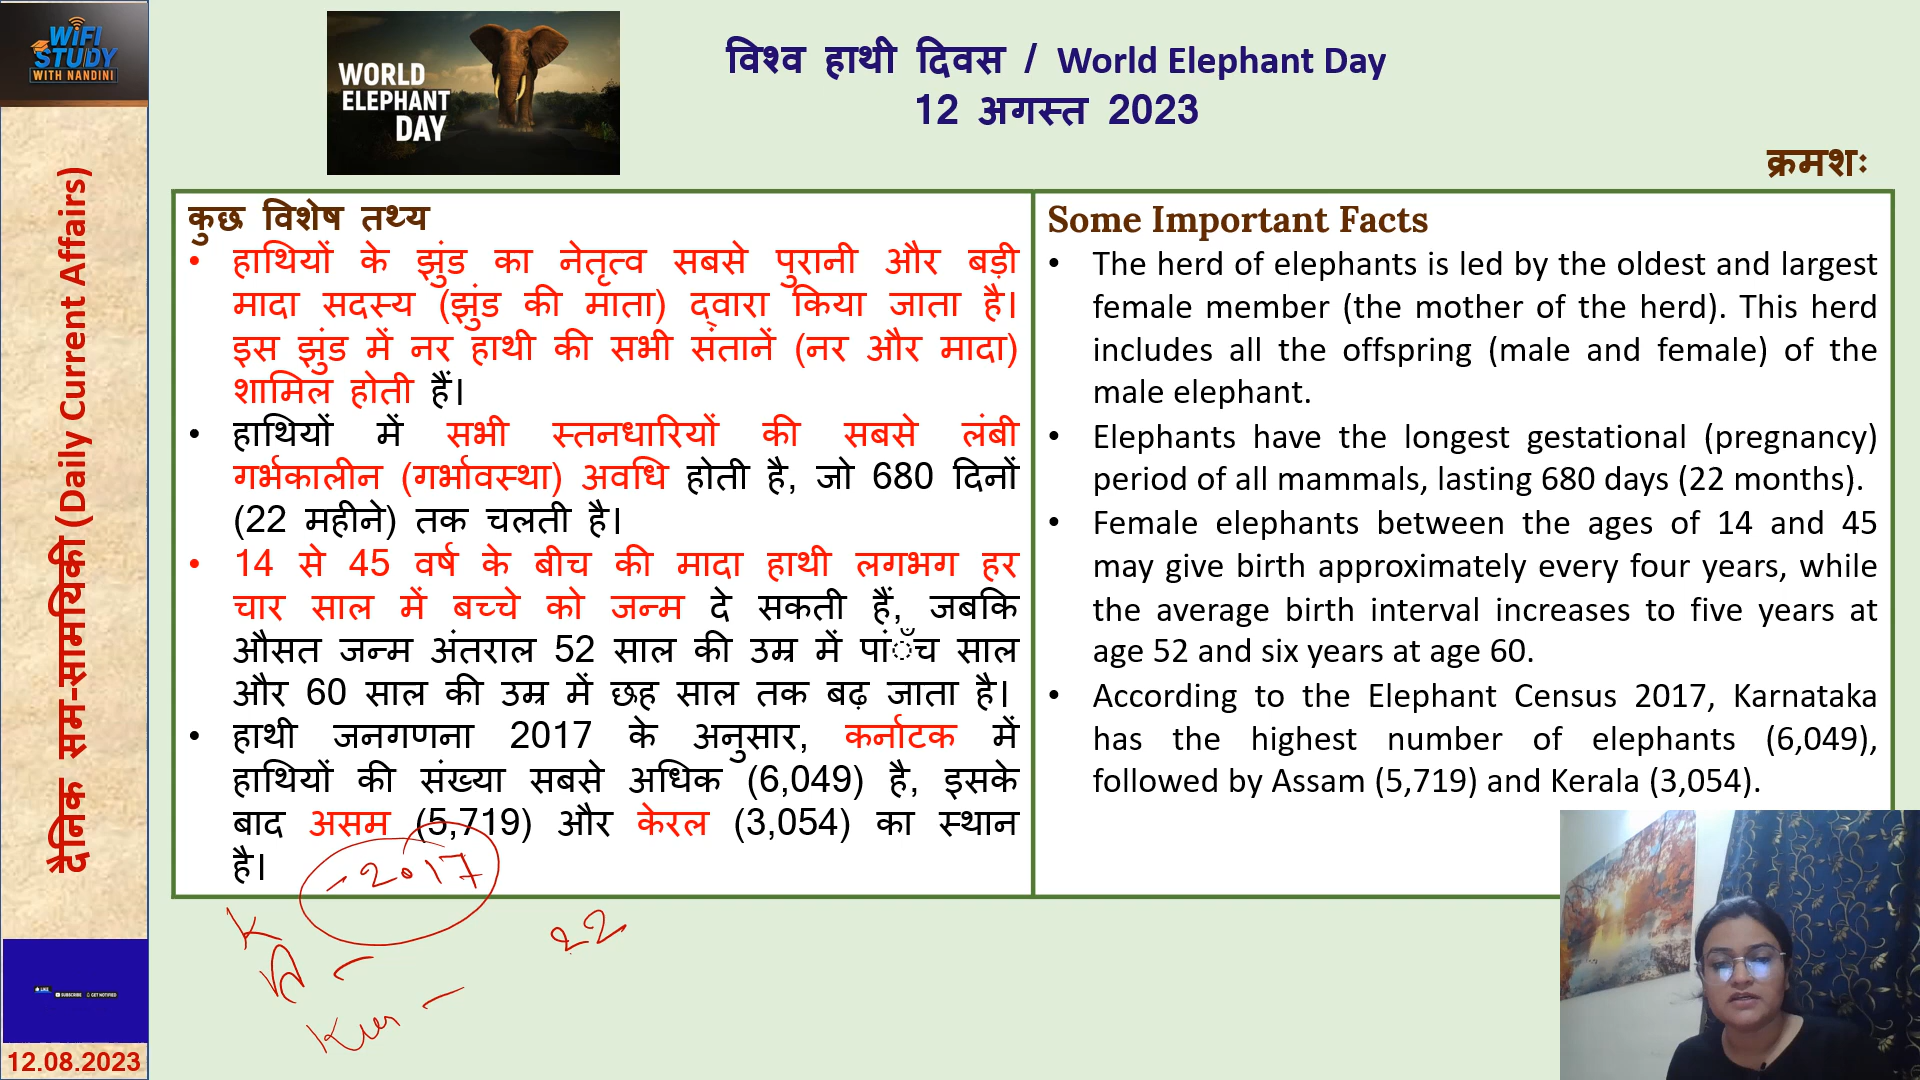 WiFi
STUDY
WITH NANDINI
दैनिक सम-सामयिकी (Daily Current Affairs)
12.08.2023
WORLD
ELEPHANT
DAY
विश्व हाथी दिवस / World Elephant Day
12 अगस्त 2023
क्रमशः
कुछ विशेष तथ्य
• हाथियों के झुंड का नेतृत्व सबसे पुरानी और बड़ी
मादा सदस्य (झुंड की माता) द्वारा किया जाता है।
इस झुंड में नर हाथी की सभी संतानें (नर और मादा)
शामिल होती हैं।
• हाथियों में सभी स्तनधारियों की सबसे लंबी
गर्भकालीन (गर्भावस्था) अवधि होती है, जो 680 दिनों
(22 महीने) तक चलती है।
• 14 से 45 वर्ष के बीच की मादा हाथी लगभग हर
चार साल में बच्चे को जन्म दे सकती हैं, जबकि
औसत जन्म अंतराल 52 साल की उम्र में पांँच साल
और 60 साल की उम्र में छह साल तक बढ़ जाता है।
• हाथी जनगणना 2017 के अनुसार, कर्नाटक में
हाथियों की संख्या सबसे अधिक (6,049) है, इसके
बाद असम (5,719) और केरल (3,054) का स्थान
है।
- 2017
K
22
Some Important Facts
• The herd of elephants is led by the oldest and largest
female member (the mother of the herd). This herd
includes all the offspring (male and female) of the
male elephant.
• Elephants have the longest gestational (pregnancy)
period of all mammals, lasting 680 days (22 months).
• Female elephants between the ages of 14 and 45
may give birth approximately every four years, while
the average birth interval increases to five years at
age 52 and six years at age 60.
• According to the Elephant Census 2017, Karnataka
has the highest number of elephants (6,049),
followed by Assam (5,719) and Kerala (3,054).
LIKE
SUBSCRIBE
GET NOTIFIED